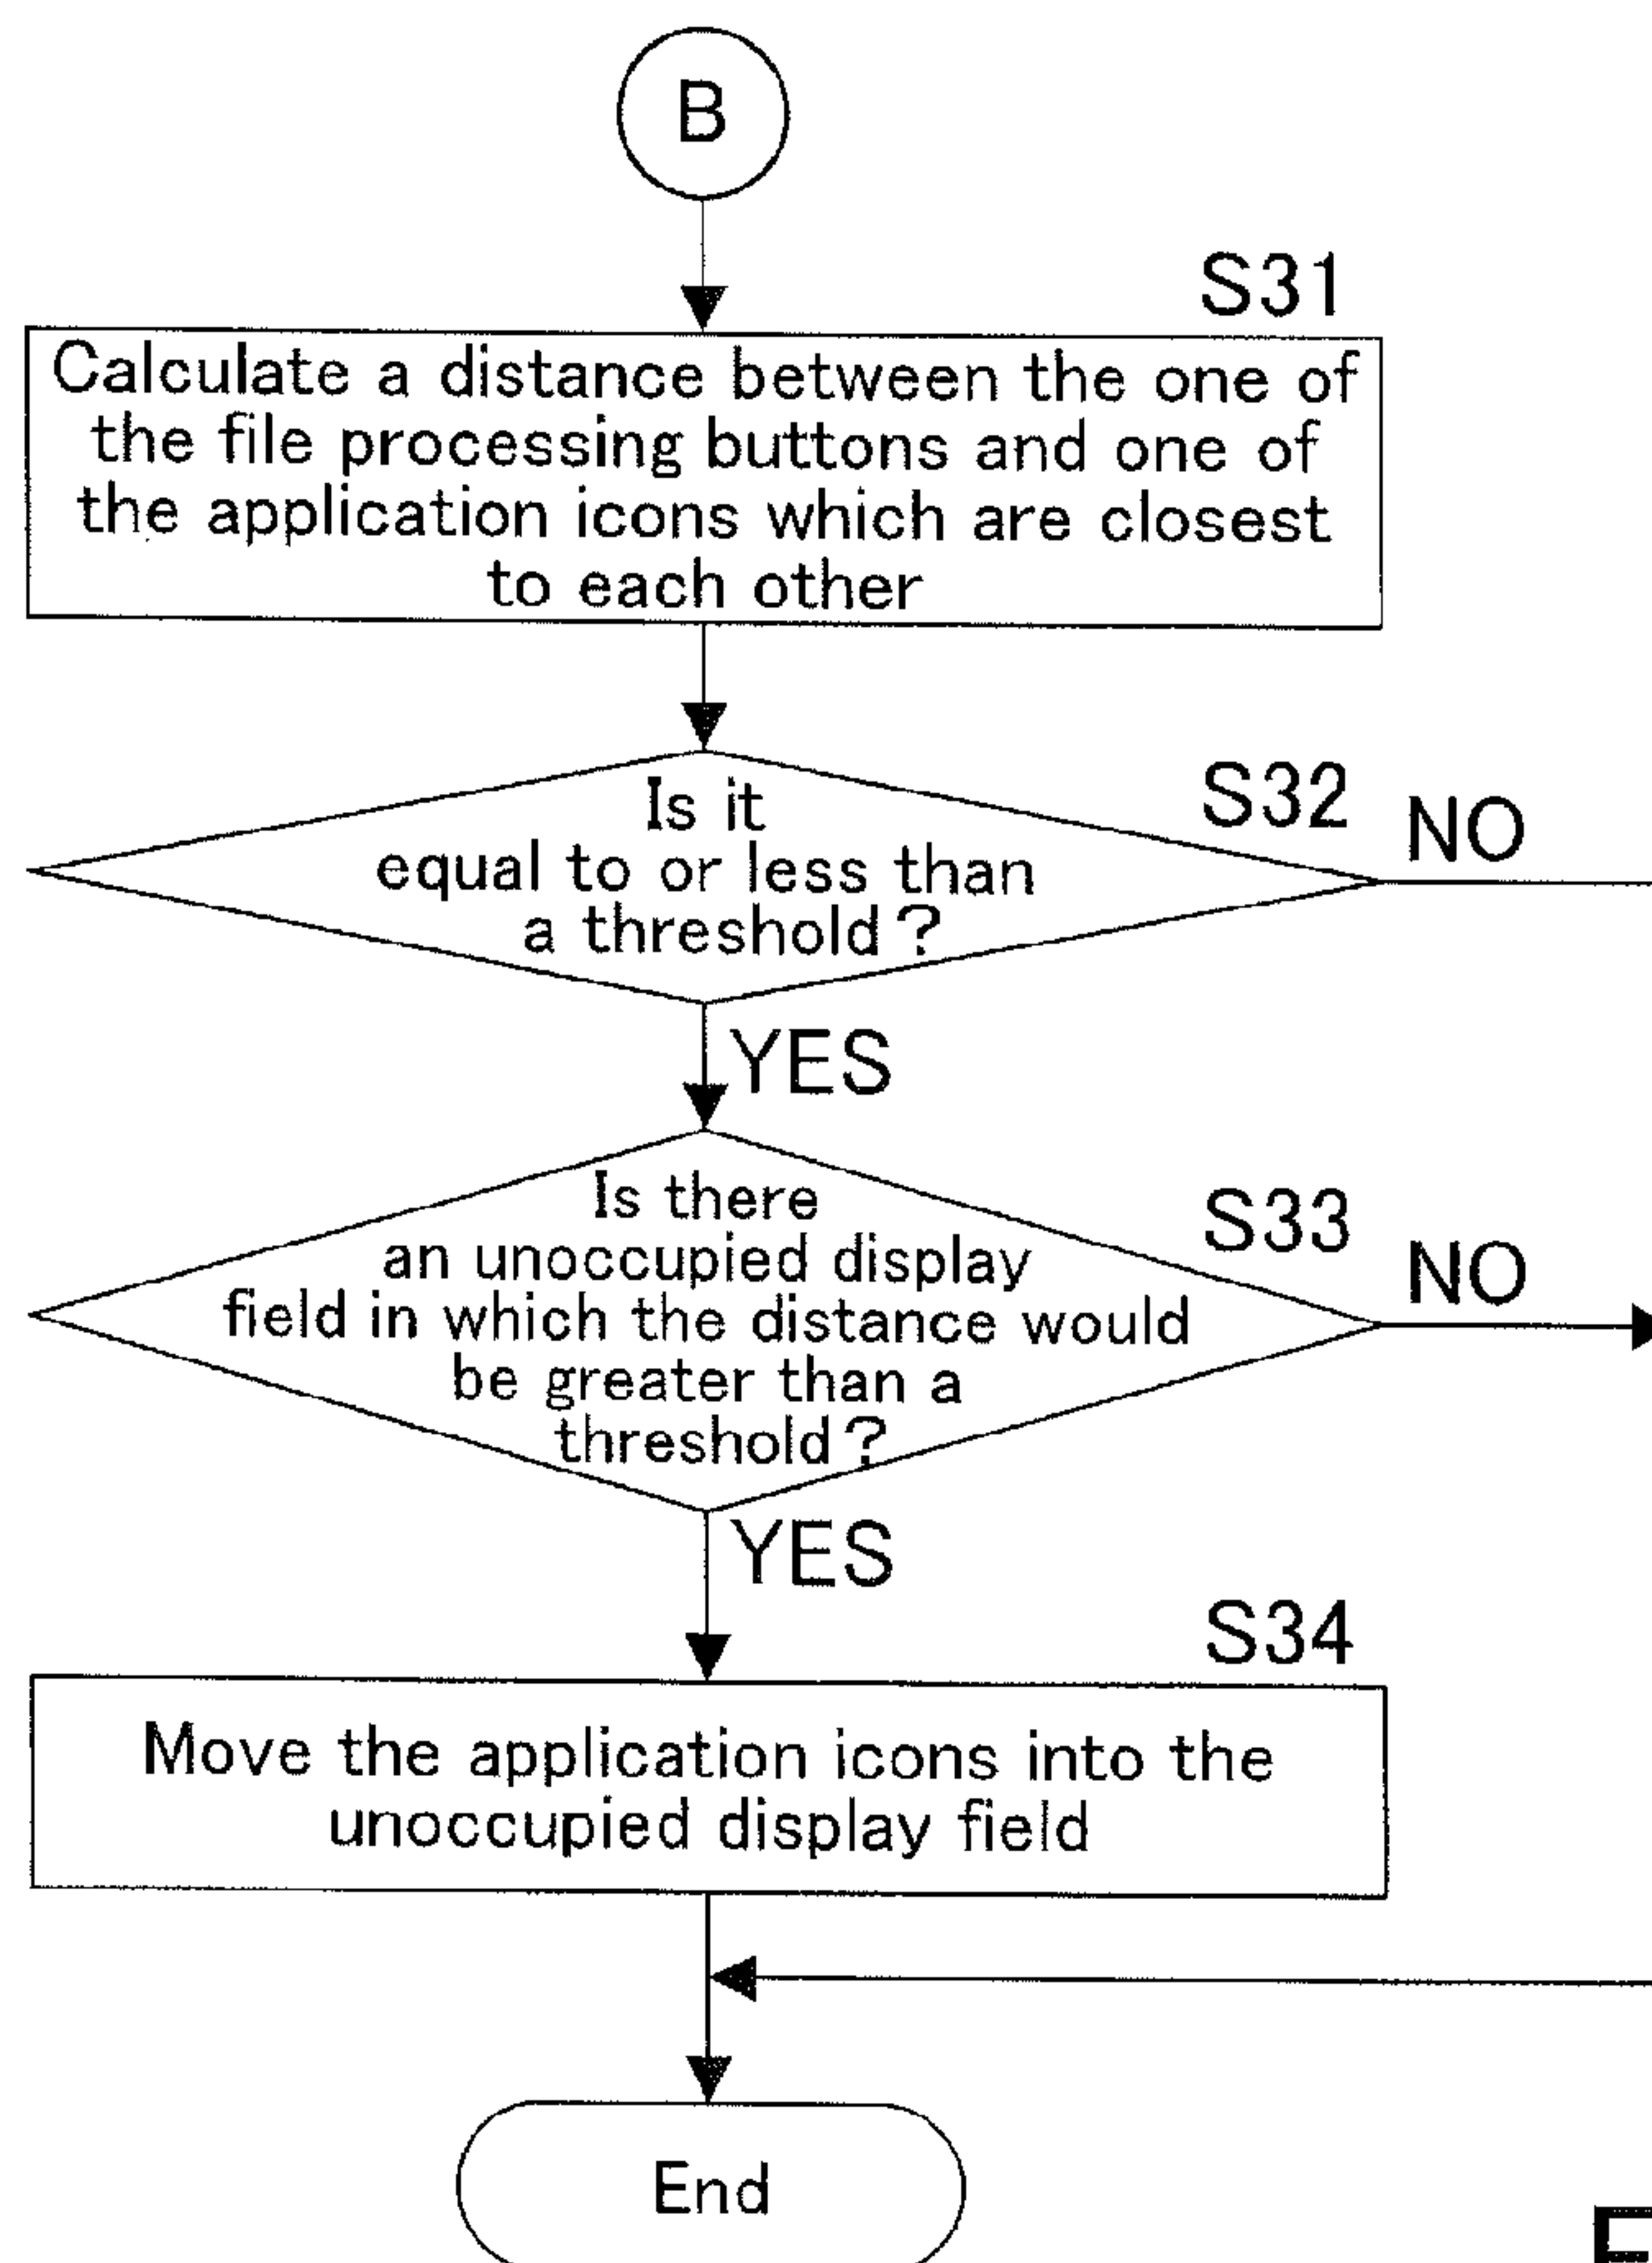 B
S31
Calculate a distance between the one of
the file processing buttons and one of
the application icons which are closest
to each other
S32
NO
Is it
equal to or less than
a threshold?
YES
S33
NO
Is there
an unoccupied display
field in which the distance would
be greater than a
threshold?
YES
S34
Move the application icons into the
unoccupied display field
End